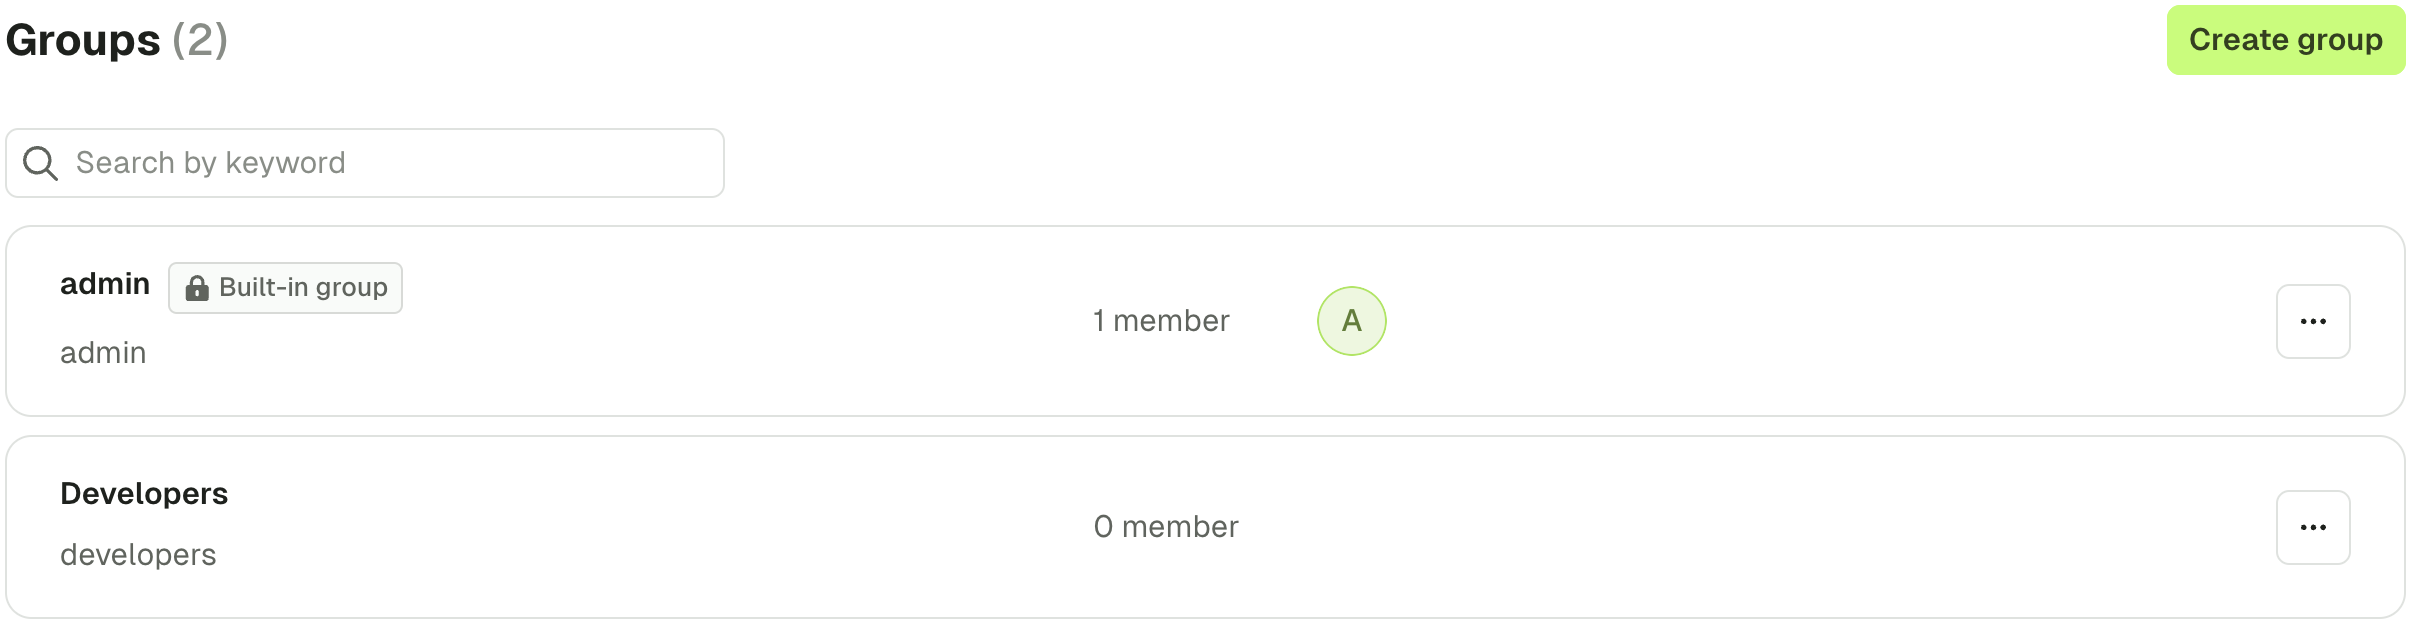 Groups (2)
Create group
Search by keyword
admin
Built-in group
admin
1 member
A
Developers
developers
0 member